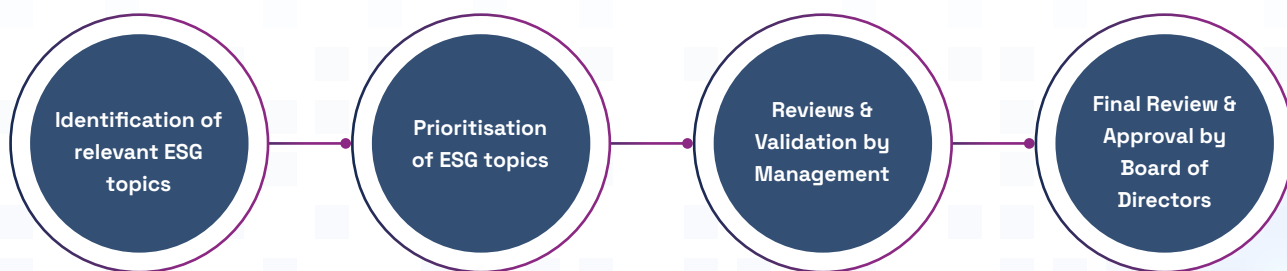 Identification of
relevant ESG
topics
Prioritisation
of ESG topics
Reviews &
Validation by
Management
Final Review &
Approval by
Board of
Directors